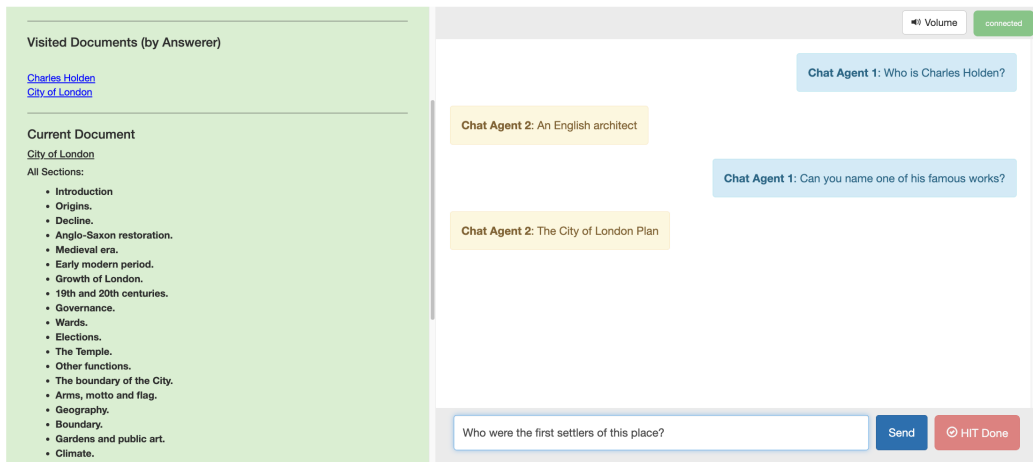 Visited Documents (by Answerer)
Charles Holden
City of London
Current Document
City of London
All Sections:
• Introduction
• Origins.
• Decline.
• Anglo-Saxon restoration.
• Medieval era.
• Early modern period.
• Growth of London.
• 19th and 20th centuries.
• Governance.
• Wards.
• Elections.
• The Temple.
• Other functions.
• The boundary of the City.
• Arms, motto and flag.
• Geography.
• Boundary.
• Gardens and public art.
• Climate.
Volume
connected
Chat Agent 1: Who is Charles Holden?
Chat Agent 2: An English architect
Chat Agent 1: Can you name one of his famous works?
Chat Agent 2: The City of London Plan
Who were the first settlers of this place?
Send
HIT Done